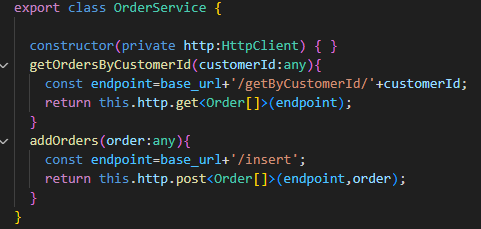 export class OrderService {
constructor(private http:HttpClient) { }
getOrdersByCustomerId(customerId:any){
const endpoint=base_url+'/getByCustomerId/'+customerId;
return this.http.get<Order[]>(endpoint);
}
addOrders(order:any){
const endpoint=base_url+'/insert';
return this.http.post<Order[]>(endpoint,order);
}
}